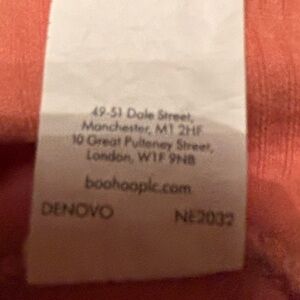 49-51 Dale Street,
Manchester, M1 2HF
10 Great Pulteney Street,
London, W1F 9NB
boohooplc.com
DENOVO NE2032